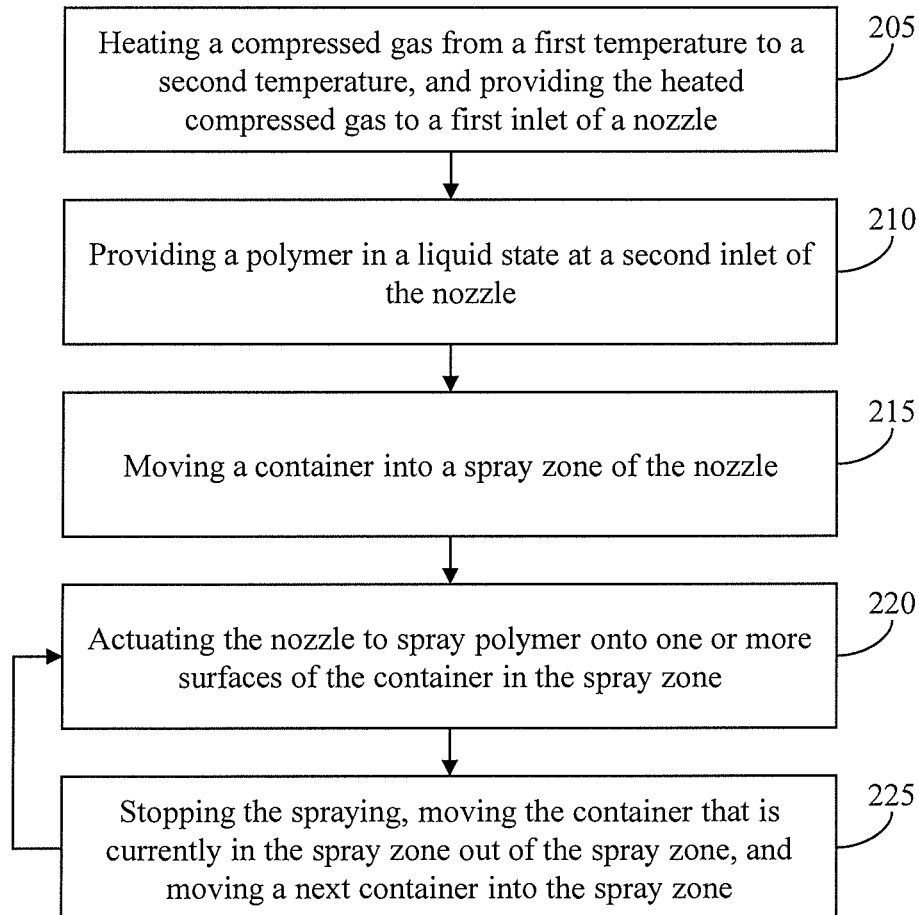 Heating a compressed gas from a first temperature to a
second temperature, and providing the heated
compressed gas to a first inlet of a nozzle
205
Providing a polymer in a liquid state at a second inlet of
the nozzle
210
Moving a container into a spray zone of the nozzle
215
Actuating the nozzle to spray polymer onto one or more
surfaces of the container in the spray zone
220
Stopping the spraying, moving the container that is
currently in the spray zone out of the spray zone, and
moving a next container into the spray zone
225